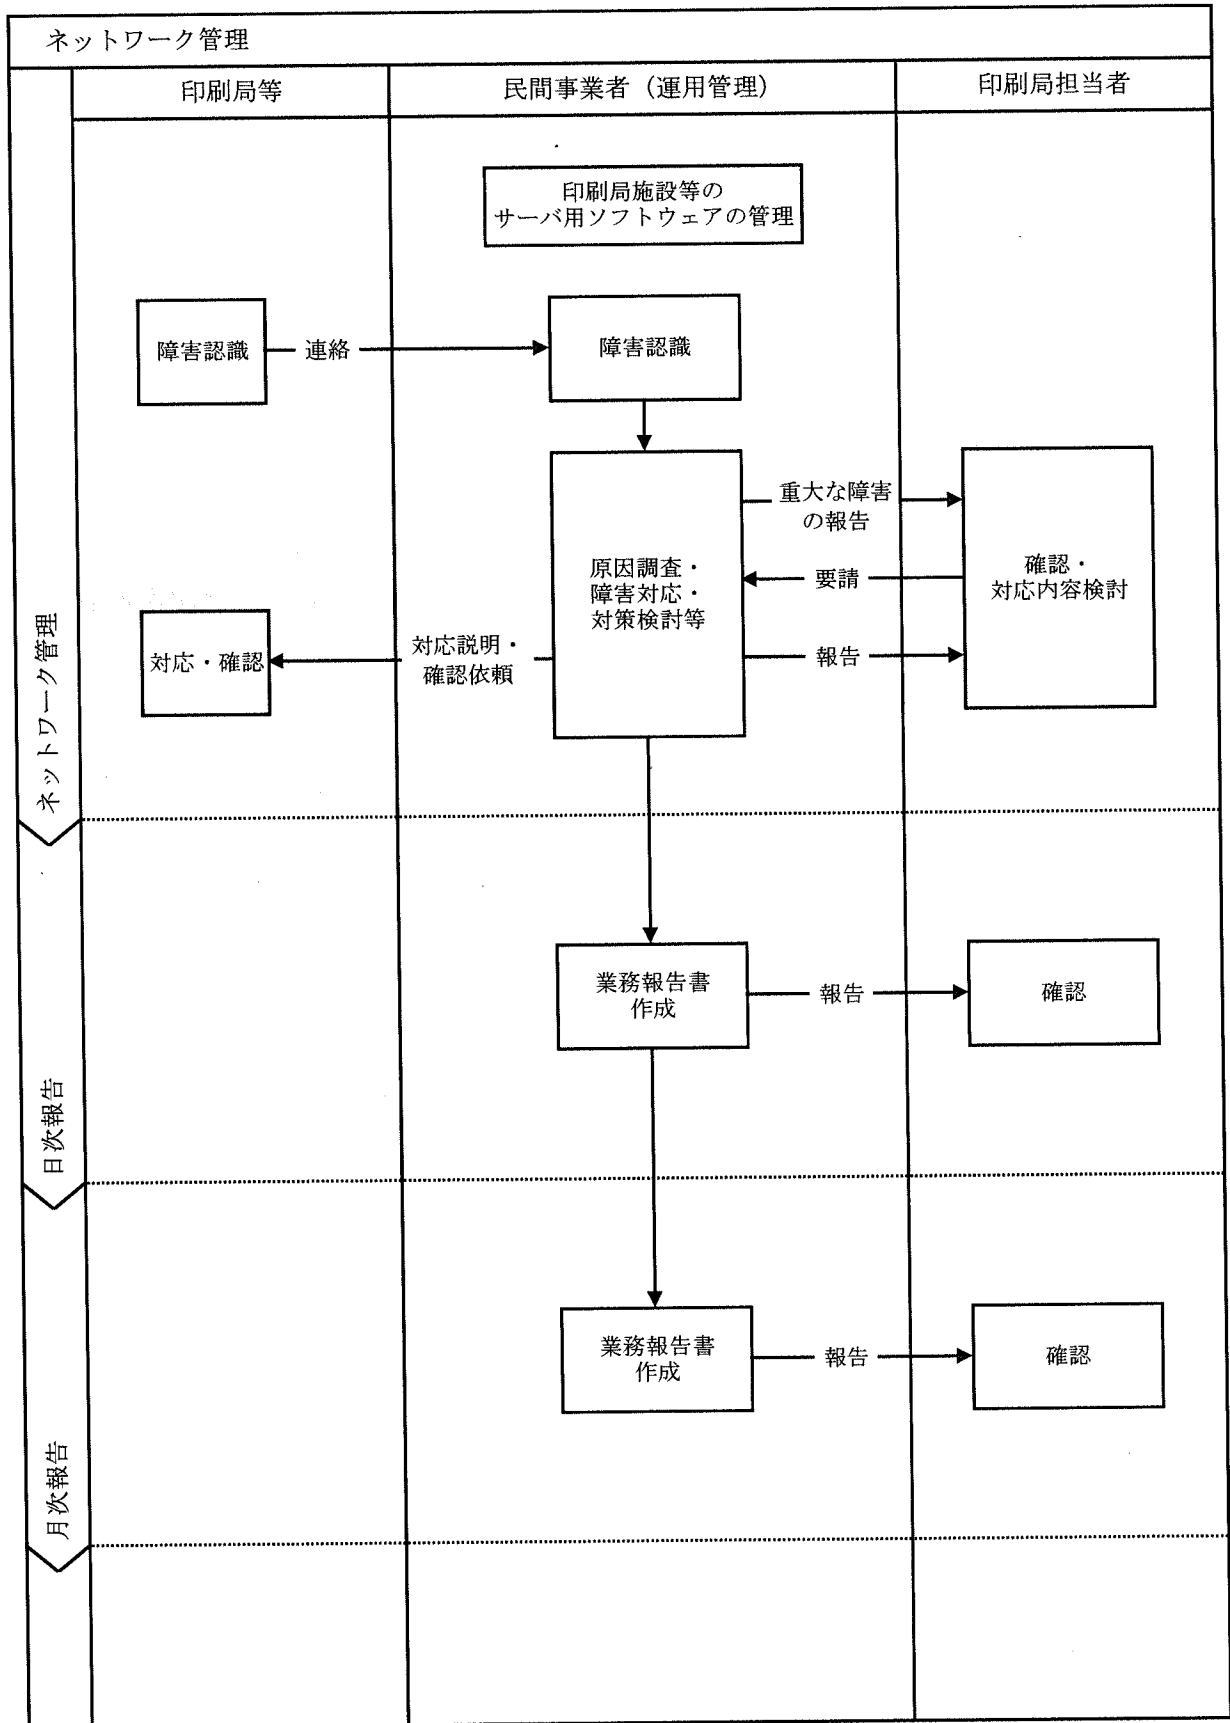 ネットワーク管理
印刷局等
民間事業者（運用管理）
印刷局担当者
印刷局施設等の
サーバ用ソフトウェアの管理
障害認識
連絡
障害認識
重大な障害
の報告
原因調査・
障害対応・
対策検討等
要請
確認・
対応内容検討
対応・確認
対応説明・
確認依頼
報告
ネットワーク管理
業務報告書
作成
報告
確認
日次報告
業務報告書
作成
報告
確認
月次報告